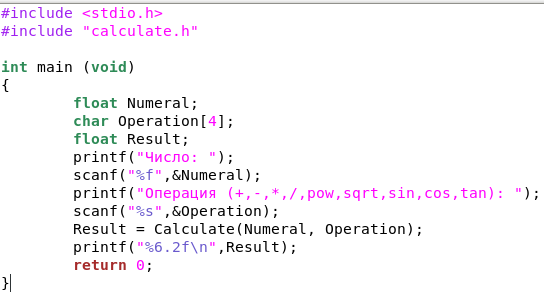 #include <stdio.h>
#include "calculate.h"

int main (void)
{
        float Numeral;
        char Operation[4];
        float Result;
        printf("Число: ");
        scanf("%f",&Numeral);
        printf("Операция (+,-,*,/,pow,sqrt,sin,cos,tan): ");
        scanf("%s",&Operation);
        Result = Calculate(Numeral, Operation);
        printf("%6.2f\n",Result);
        return 0;
}